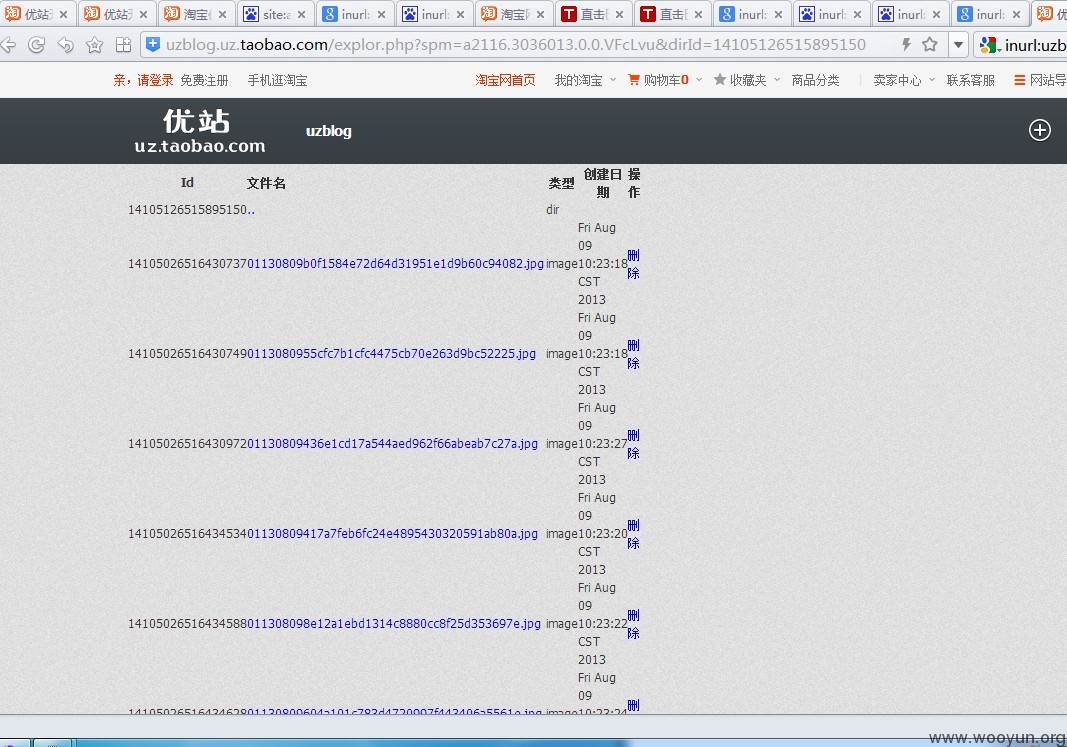 优站 淘宝 site: inurl: inurl: 淘宝 直击 直击 inurl: inurl: inurl: inurl: 优
uzblog.uz.taobao.com/explor.php?spm=a2116.3036013.0.0.VFcLvu&dirId=14105126515895150 inurl:uzb
亲，请登录 免费注册 手机逛淘宝 淘宝网首页 我的淘宝 购物车0 收藏夹 商品分类 卖家中心 联系客服 网站导
优站
uz.taobao.com
uzblog
Id 文件名 类型 创建日期 操作
14105126515895150 .. dir
14105026516430737 01130809b0f1584e72d64d31951e1d9b60c94082.jpg image Fri Aug 09 10:23:18 CST 2013 删除
14105026516430749 0113080955cfc7b1cfc4475cb70e263d9bc52225.jpg image Fri Aug 09 10:23:18 CST 2013 删除
14105026516430972 01130809436e1cd17a544aed962f66abeab7c27a.jpg image Fri Aug 09 10:23:27 CST 2013 删除
14105026516434534 01130809417a7feb6fc24e4895430320591ab80a.jpg image Fri Aug 09 10:23:20 CST 2013 删除
14105026516434588 011308098e12a1ebd1314c8880cc8f25d353697e.jpg image Fri Aug 09 10:23:22 CST 2013 删除
14105026516434628 01130809604a101c783d4720997f443406a5561e.jpg image Fri Aug 09 10:23:24 删
www.wooyun.org